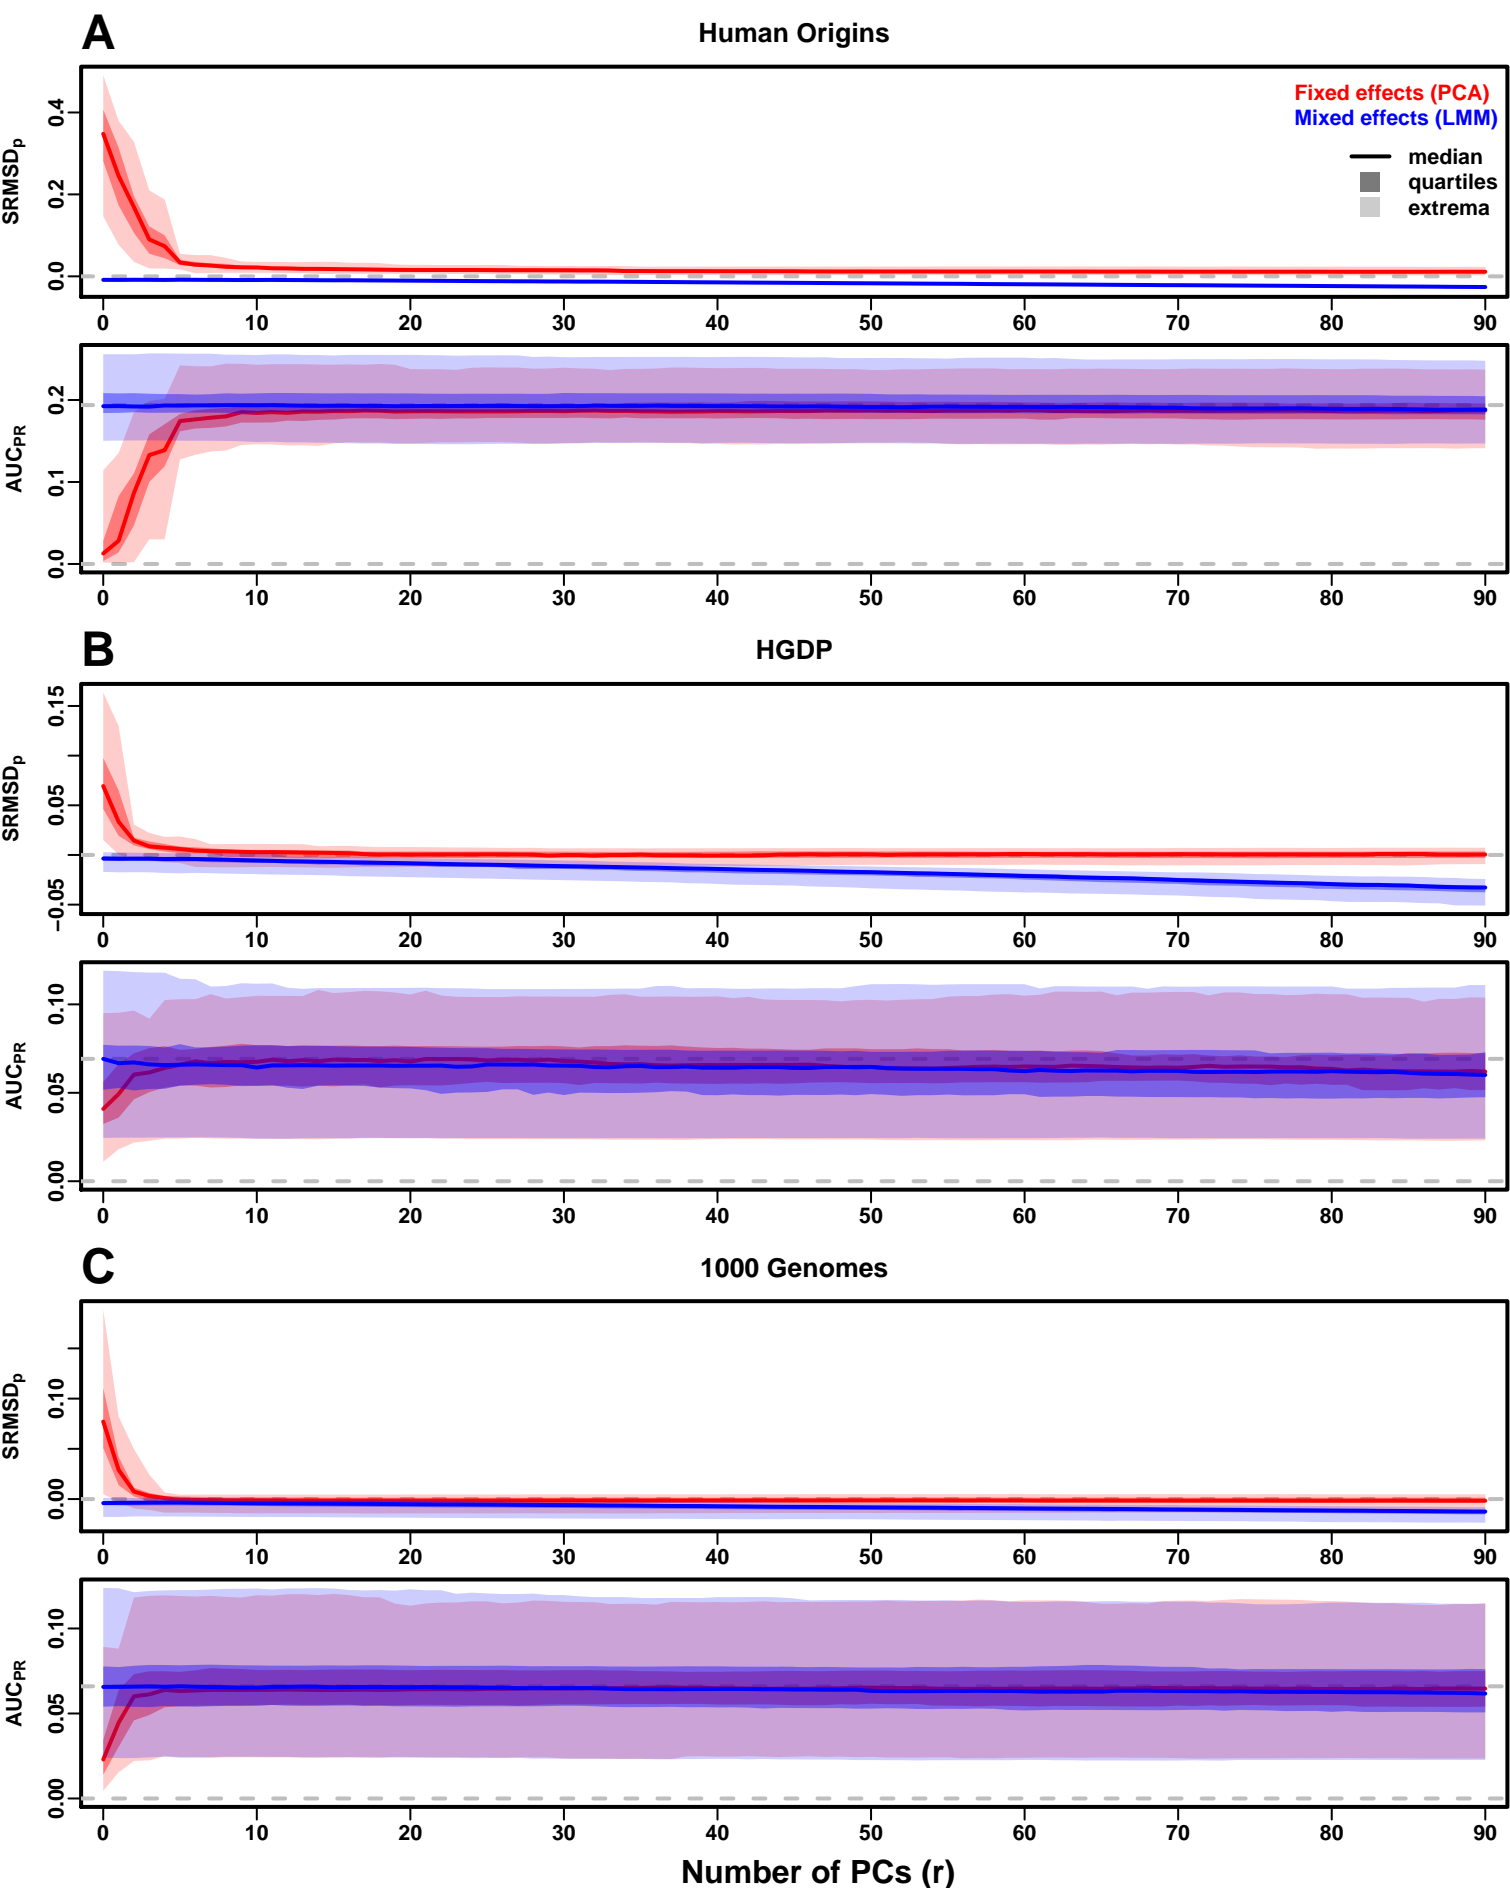 A
Human Origins
SRMSDp
0.0 0.2 0.4
Fixed effects (PCA)
Mixed effects (LMM)
median
quartiles
extrema
0 10 20 30 40 50 60 70 80 90
AUCPR
0.0 0.1 0.2
0 10 20 30 40 50 60 70 80 90
B
HGDP
SRMSDp
−0.05 0.05 0.15
0 10 20 30 40 50 60 70 80 90
AUCPR
0.00 0.05 0.10
0 10 20 30 40 50 60 70 80 90
C
1000 Genomes
SRMSDp
0.00 0.10
0 10 20 30 40 50 60 70 80 90
AUCPR
0.00 0.05 0.10
0 10 20 30 40 50 60 70 80 90
Number of PCs (r)